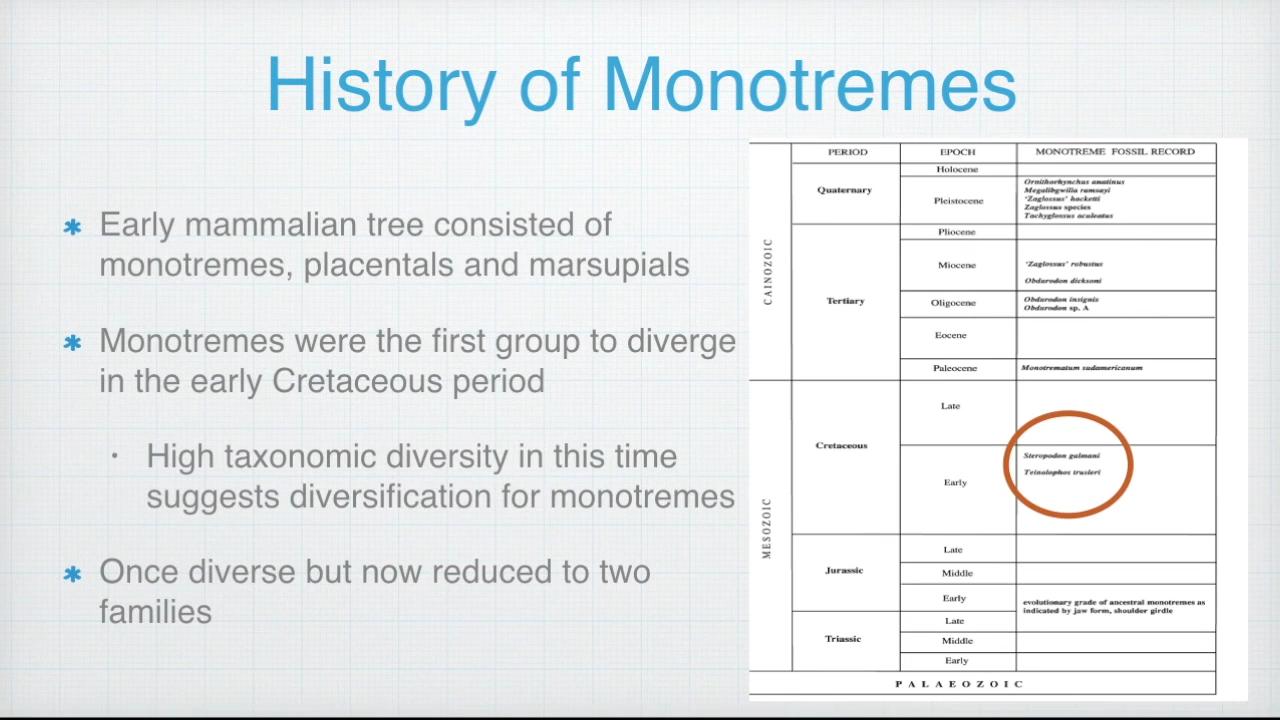 History of Monotremes
Early mammalian tree consisted of
monotremes, placentals and marsupials
Monotremes were the first group to diverge
in the early Cretaceous period
High taxonomic diversity in this time
suggests diversification for monotremes
Once diverse but now reduced to two
families
PERIOD EPOCH MONOTREME FOSSIL RECORD
CAINOZOIC
Quaternary
Holocene
Pleistocene
Ornithorhynchus anatinus
Megalibgwilia ramsayi
'Zaglossus' hacketti
Zaglossus species
Tachyglossus aculeatus
Tertiary
Pliocene
Miocene
'Zaglossus' robustus
Obdurodon dicksoni
Oligocene
Obdurodon insignis
Obdurodon sp. A
Eocene
Paleocene
Monotrematum sudamericanum
MESOZOIC
Cretaceous
Late
Early
Steropodon galmani
Teinolophos trusleri
Jurassic
Late
Middle
Early
evolutionary grade of ancestral monotremes as
indicated by jaw form, shoulder girdle
Triassic
Late
Middle
Early
PALAEOZOIC